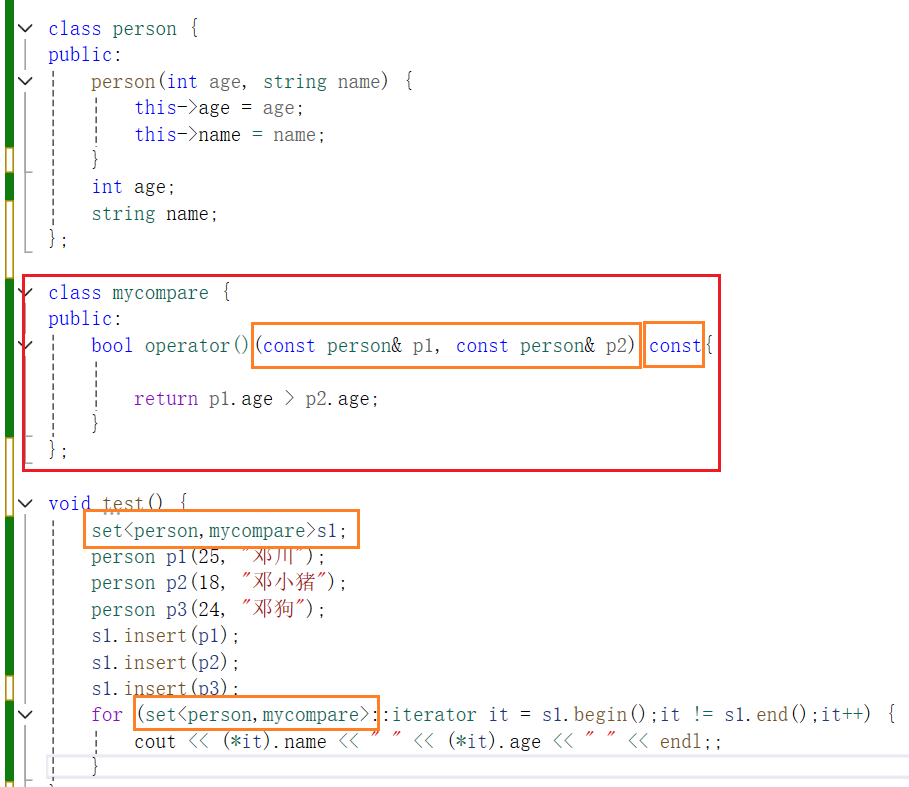 class person {
public:
    person(int age, string name) {
        this->age = age;
        this->name = name;
    }
    int age;
    string name;
};
class mycompare {
public:
    bool operator()(const person& p1, const person& p2) const{
        return p1.age > p2.age;
    }
};
void test() {
    set<person,mycompare>s1;
    person p1(25, "邓川");
    person p2(18, "邓小猪");
    person p3(24, "邓狗");
    s1.insert(p1);
    s1.insert(p2);
    s1.insert(p3);
    for (set<person,mycompare>::iterator it = s1.begin();it != s1.end();it++) {
        cout << (*it).name << " " << (*it).age << " " << endl;;
    }